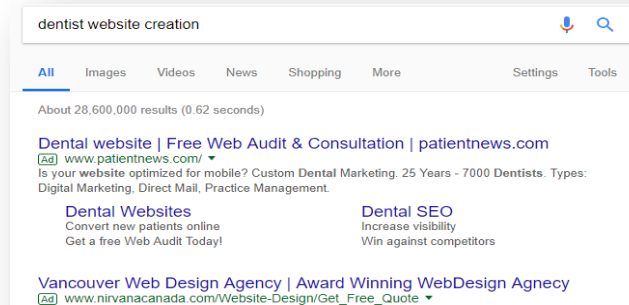 dentist website creation
All Images Videos News Shopping More Settings Tools
About 28,600,000 results (0.62 seconds)
Dental website | Free Web Audit & Consultation | patientnews.com
Ad www.patientnews.com/
Is your website optimized for mobile? Custom Dental Marketing. 25 Years - 7000 Dentists. Types:
Digital Marketing, Direct Mail, Practice Management.
Dental Websites Dental SEO
Convert new patients online Increase visibility
Get a free Web Audit Today! Win against competitors
Vancouver Web Design Agency | Award Winning WebDesign Agnecy
Ad www.nirvanacanada.com/Website-Design/Get_Free_Quote